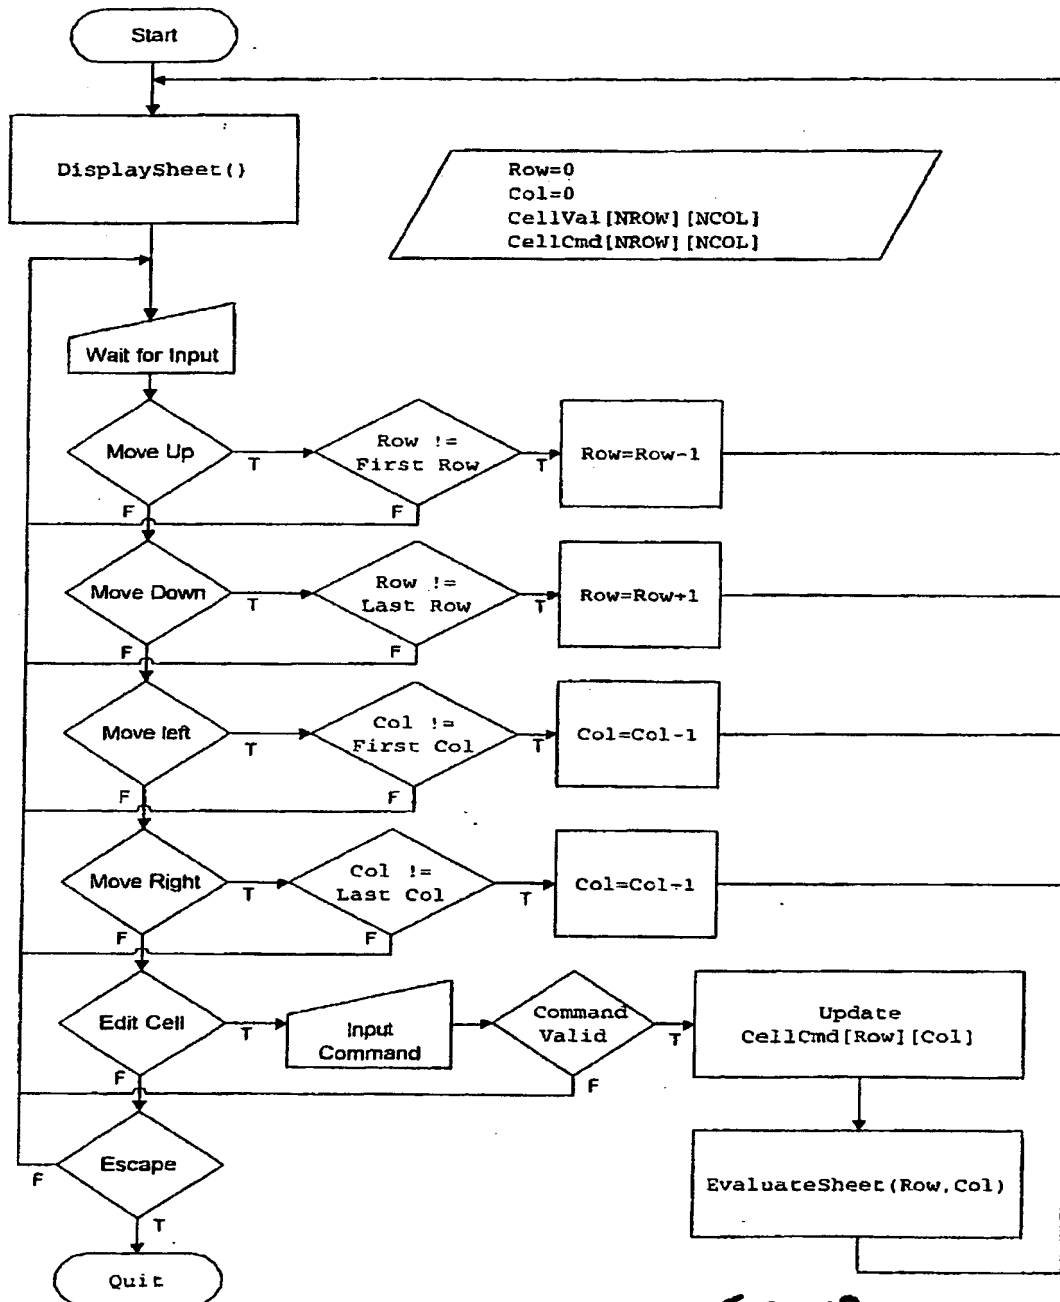 Start
DisplaySheet()
Row=0
Col=0
CellVal[NROW][NCOL]
CellCmd[NROW][NCOL]
Wait for Input
Move Up
T
Row !=
First Row
T
Row=Row-1
F
F
Move Down
T
Row !=
Last Row
T
Row=Row+1
F
F
Move left
T
Col !=
First Col
T
Col=Col-1
F
F
Move Right
T
Col !=
Last Col
T
Col=Col+1
F
F
Edit Cell
T
Input
Command
Command
Valid
T
Update
CellCmd[Row][Col]
F
F
Escape
F
T
EvaluateSheet(Row,Col)
Quit